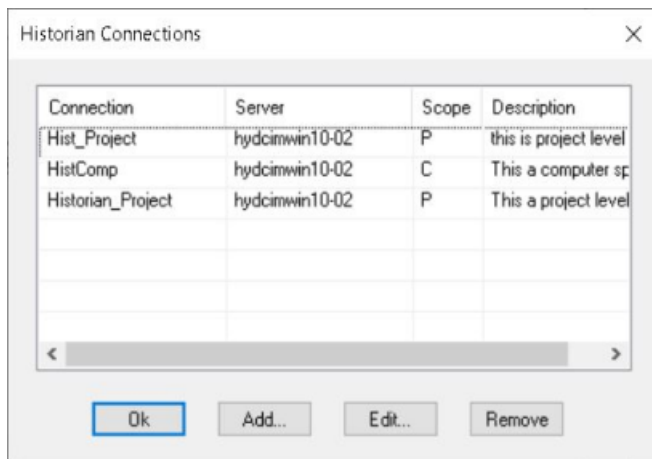 Historian Connections
Connection Server Scope Description
Hist_Project hydcimwin10-02 P this is project level
HistComp hydcimwin10-02 C This a computer sp
Historian_Project hydcimwin10-02 P This a project level
Ok Add... Edit... Remove